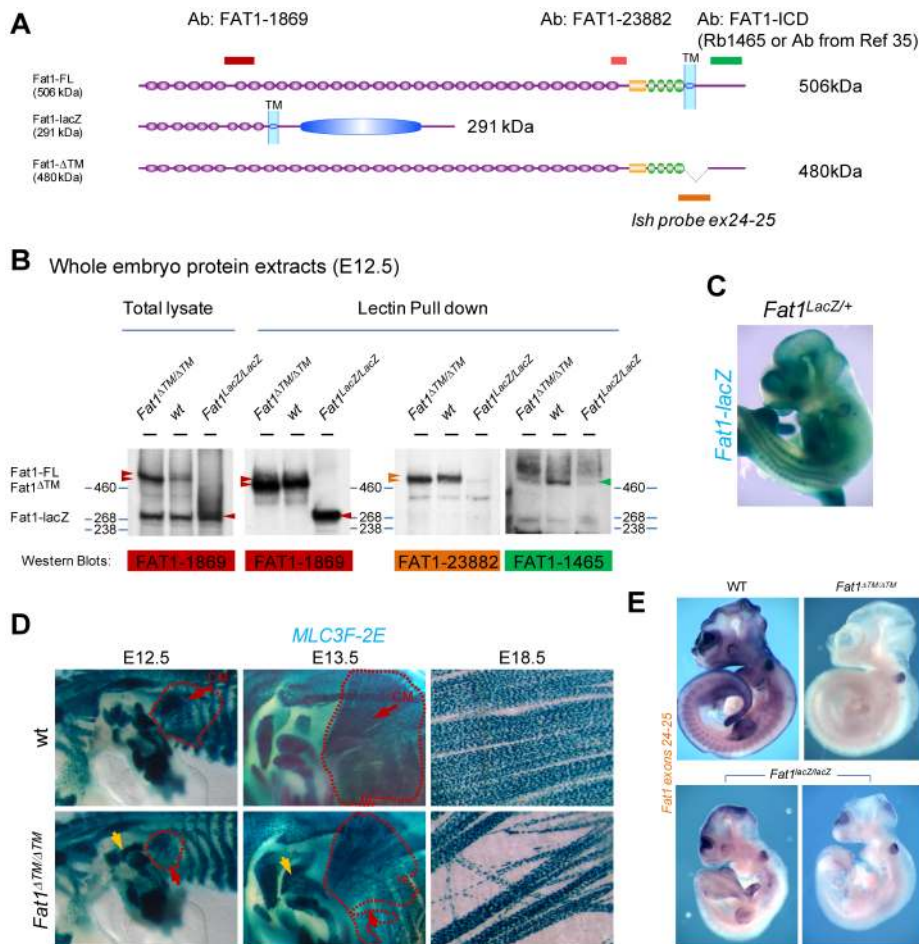 A
Ab: FAT1-1869
Ab: FAT1-23882
Ab: FAT1-ICD
(Rb1465 or Ab from Ref 35)
TM
Fat1-FL
(506 kDa)
506kDa
TM
Fat1-lacZ
(291 kDa)
291 kDa
Fat1-ΔTM
(480kDa)
480kDa
Ish probe ex24-25
B
Whole embryo protein extracts (E12.5)
Total lysate
Lectin Pull down
Fat1ΔTM/ΔTM
wt
Fat1LacZ/LacZ
Fat1ΔTM/ΔTM
wt
Fat1LacZ/LacZ
Fat1ΔTM/ΔTM
wt
Fat1LacZ/LacZ
Fat1ΔTM/ΔTM
wt
Fat1LacZ/LacZ
Fat1-FL
Fat1ΔTM
Fat1-lacZ
460
268
238
460
268
238
460
268
238
Western Blots:
FAT1-1869
FAT1-1869
FAT1-23882
FAT1-1465
C
Fat1LacZ/+
Fat1-lacZ
D
MLC3F-2E
E12.5
E13.5
E18.5
wt
CM
CM
Fat1ΔTM/ΔTM
E
WT
Fat1ΔTM/ΔTM
Fat1 exons 24-25
Fat1lacZ/lacZ